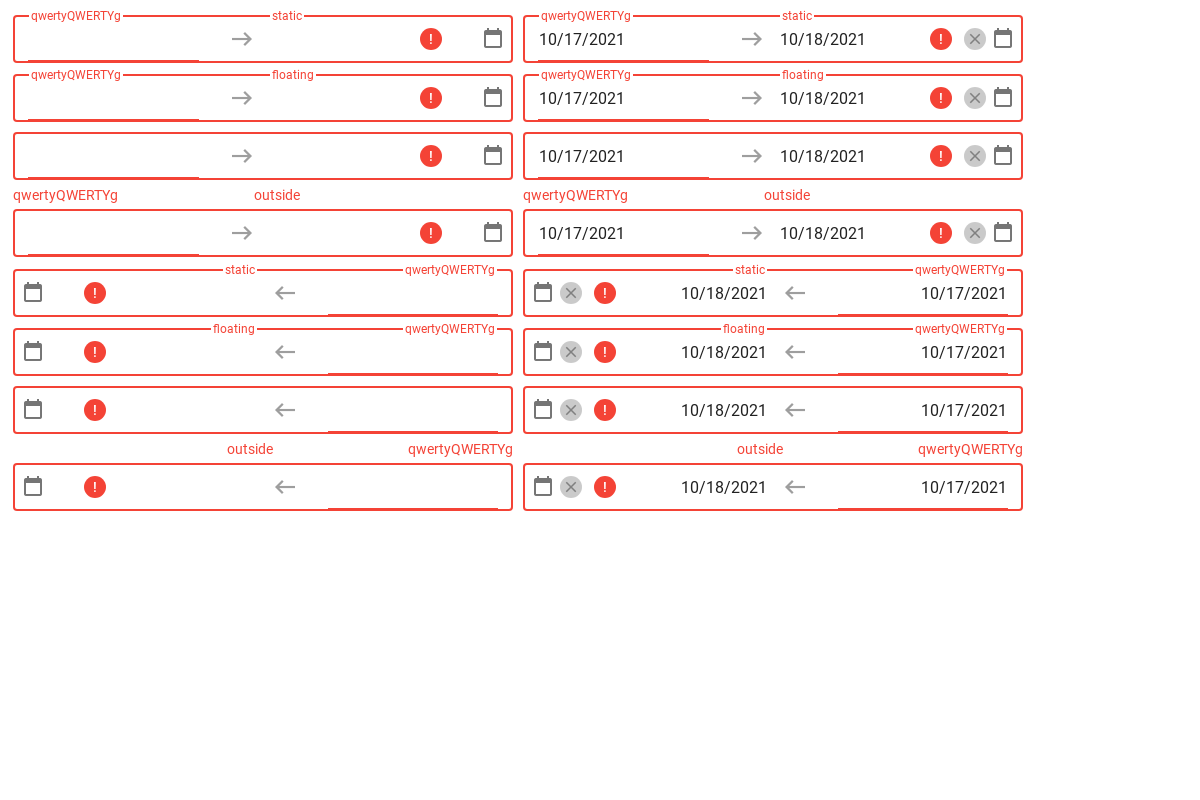 qwertyQWERTYg static qwertyQWERTYg static
10/17/2021 10/18/2021
qwertyQWERTYg floating qwertyQWERTYg floating
10/17/2021 10/18/2021
10/17/2021 10/18/2021
qwertyQWERTYg outside qwertyQWERTYg outside
10/17/2021 10/18/2021
static qwertyQWERTYg static qwertyQWERTYg
10/18/2021 10/17/2021
floating qwertyQWERTYg floating qwertyQWERTYg
10/18/2021 10/17/2021
10/18/2021 10/17/2021
outside qwertyQWERTYg outside qwertyQWERTYg
10/18/2021 10/17/2021